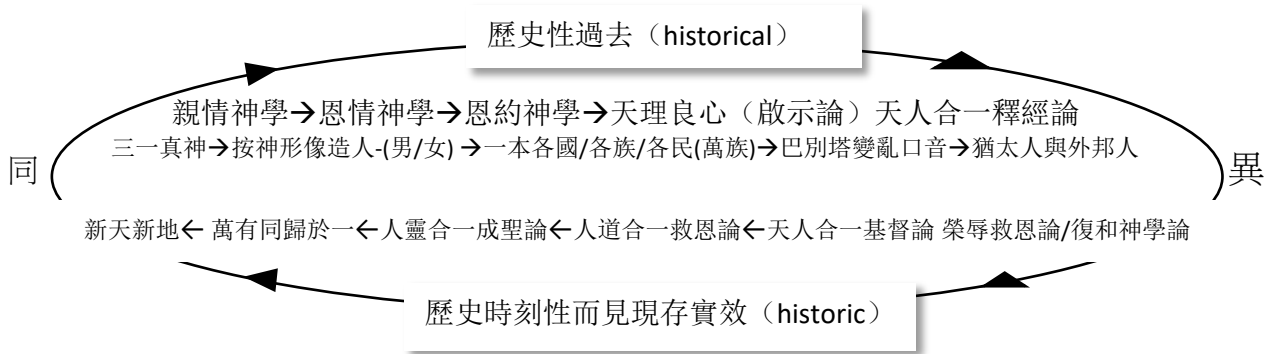 歷史性過去（historical）
親情神學→恩情神學→恩約神學→天理良心（啟示論）天人合一釋經論
三一真神→按神形像造人-(男/女) →一本各國/各族/各民(萬族)→巴別塔變亂口音→猶太人與外邦人
同
異
新天新地← 萬有同歸於一←人靈合一成聖論←人道合一救恩論←天人合一基督論 榮辱救恩論/復和神學論
歷史時刻性而見現存實效（historic）